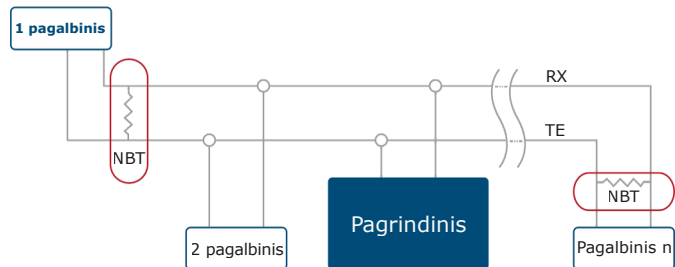 1 pagalbinis
RX
TE
NBT
NBT
Pagrindinis
2 pagalbinis
Pagalbinis n